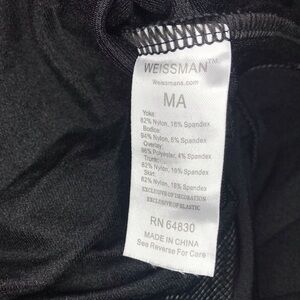 WEISSMAN™
Weissmans.com
MA
Yoke:
82% Nylon, 18% Spandex
Bodice:
94% Nylon, 6% Spandex
Overlay:
96% Polyester, 4% Spandex
Trunk:
82% Nylon, 18% Spandex
Skirt:
82% Nylon, 18% Spandex
EXCLUSIVE OF DECORATION
EXCLUSIVE OF ELASTIC
RN 64830
MADE IN CHINA
See Reverse For Care